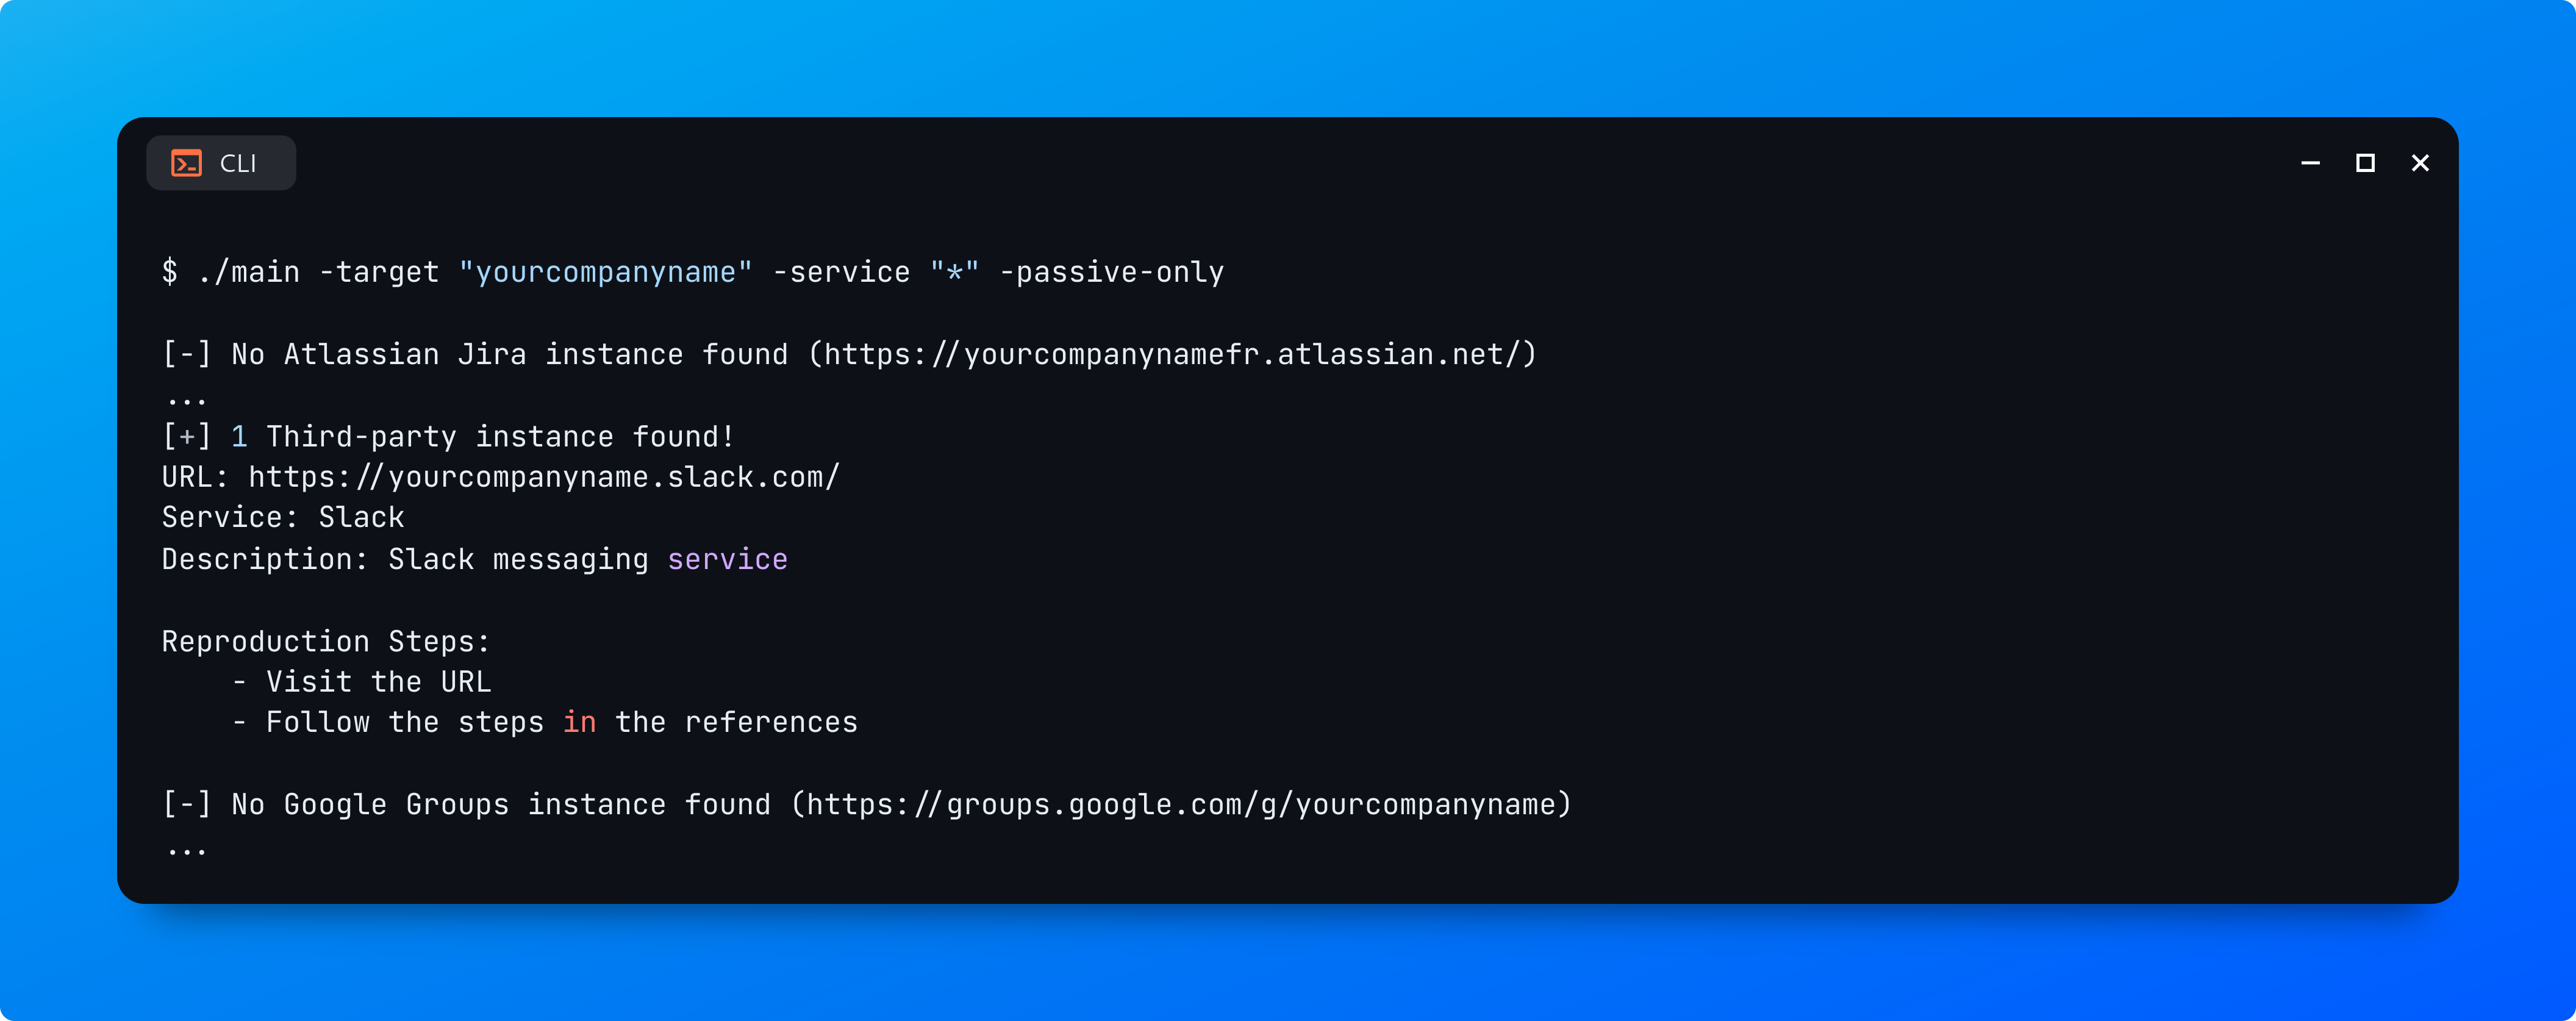 CLI
$ ./main -target "yourcompanyname" -service "*" -passive-only
[-] No Atlassian Jira instance found (https://yourcompanynamefr.atlassian.net/)
...
[+] 1 Third-party instance found!
URL: https://yourcompanyname.slack.com/
Service: Slack
Description: Slack messaging service
Reproduction Steps:
- Visit the URL
- Follow the steps in the references
[-] No Google Groups instance found (https://groups.google.com/g/yourcompanyname)
...